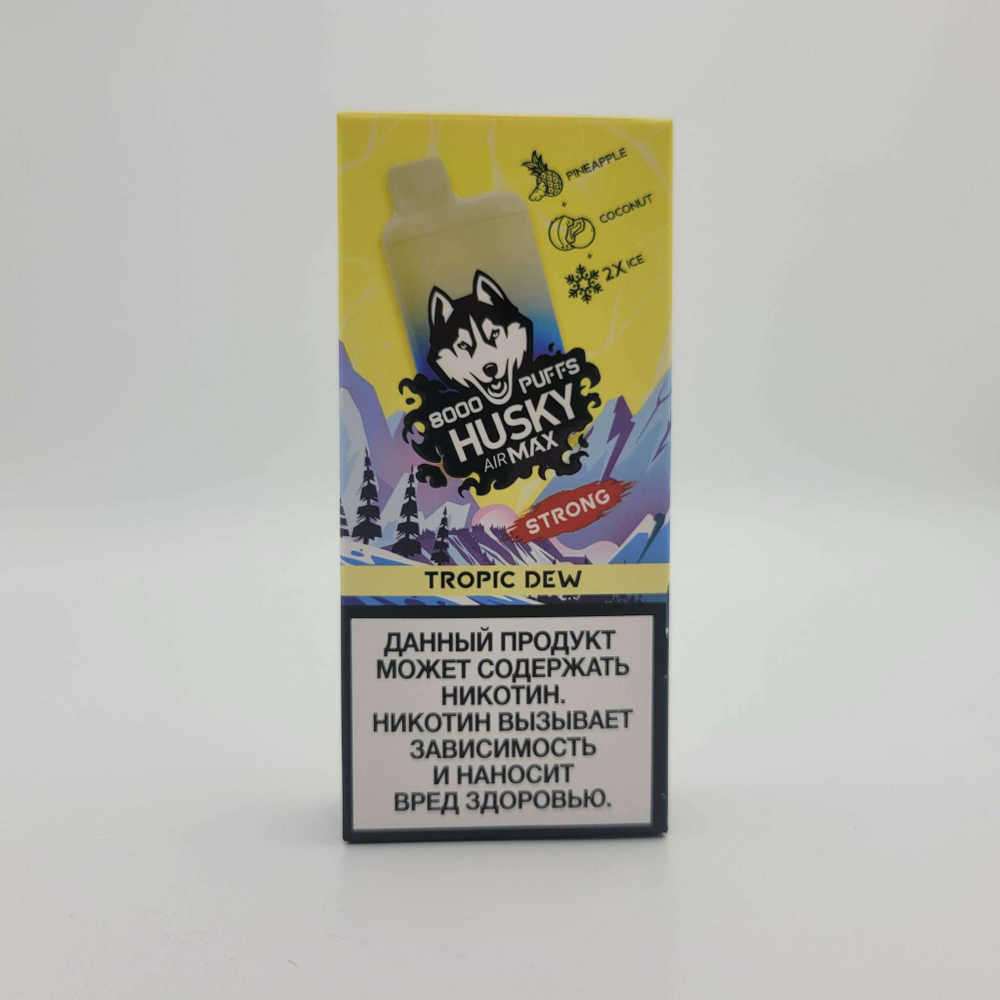 PINEAPPLE
+
COCONUT
+
2X ICE
8000 PUFFS
HUSKY
AIR MAX
STRONG
TROPIC DEW
ДАННЫЙ ПРОДУКТ
МОЖЕТ СОДЕРЖАТЬ
НИКОТИН.
НИКОТИН ВЫЗЫВАЕТ
ЗАВИСИМОСТЬ
И НАНОСИТ
ВРЕД ЗДОРОВЬЮ.